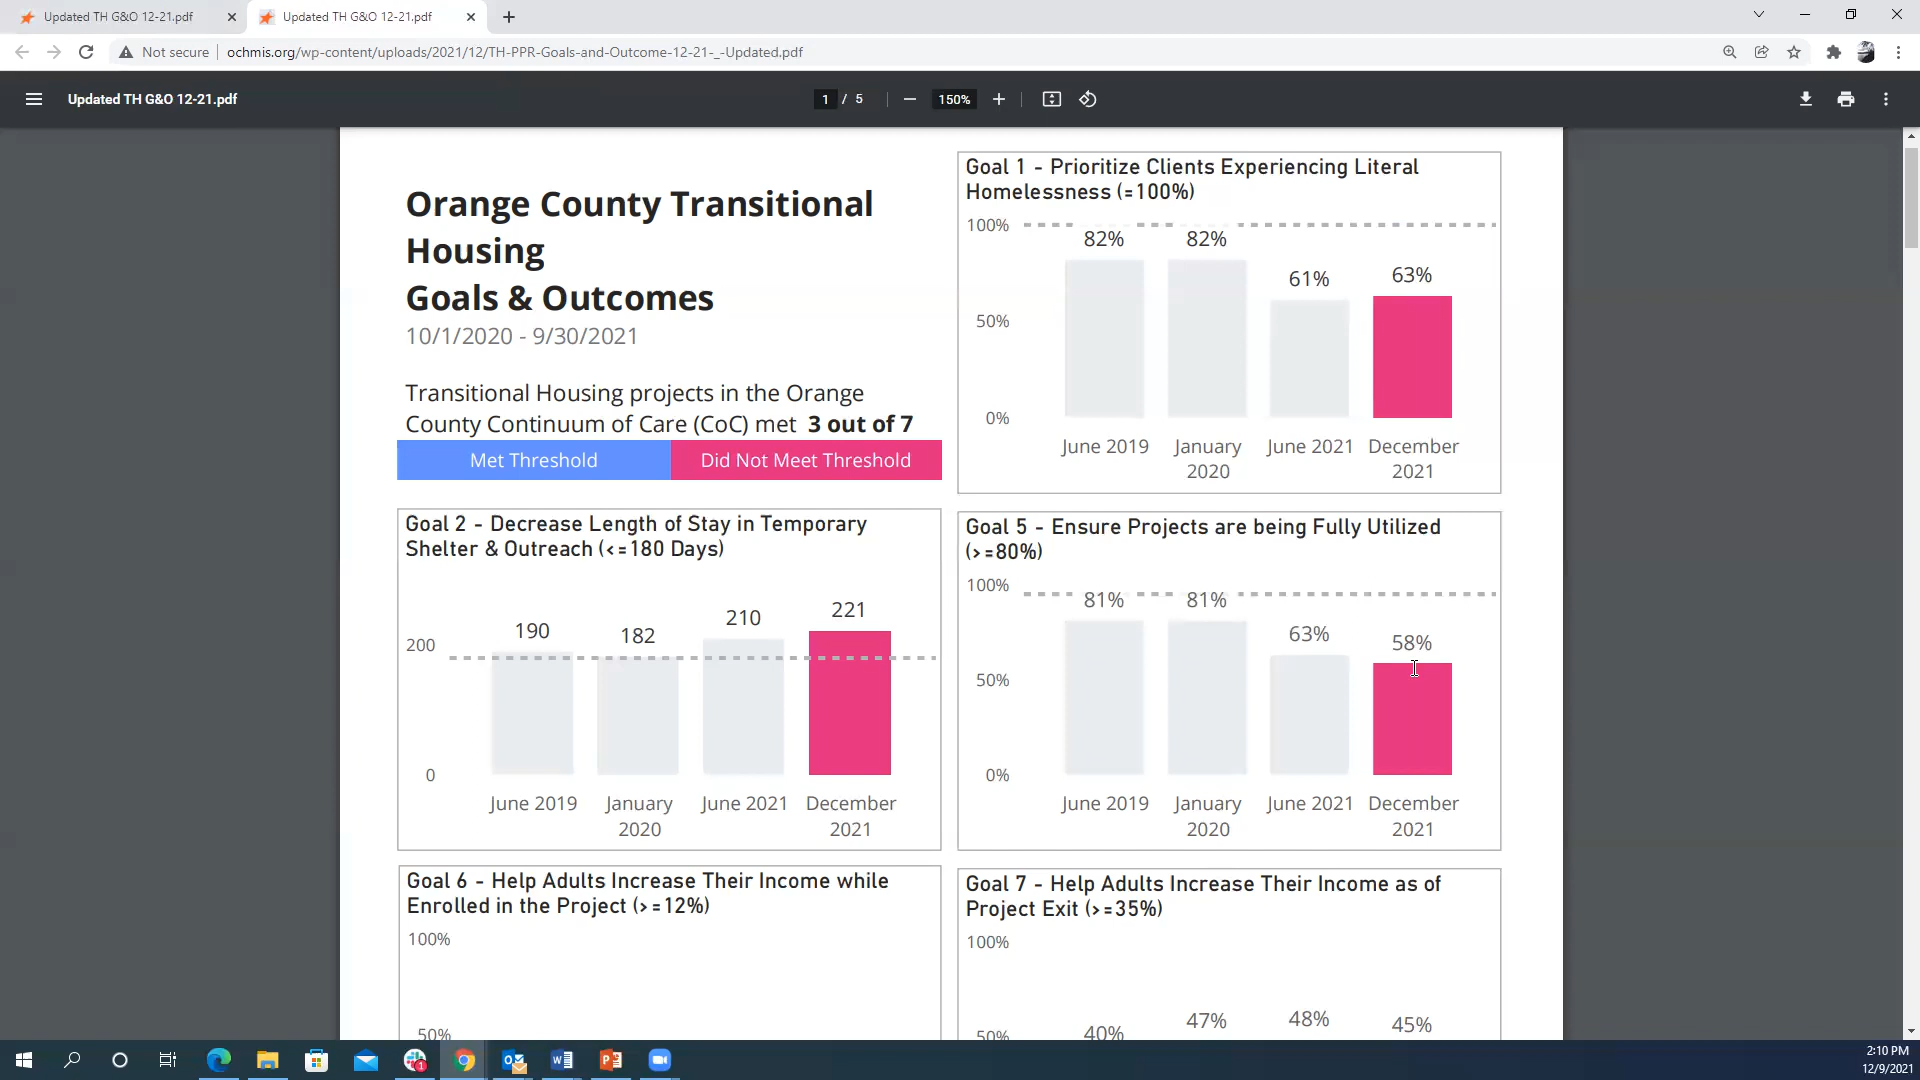 Updated TH G&O 12-21.pdf
Updated TH G&O 12-21.pdf
Not secure
ochmis.org/wp-content/uploads/2021/12/TH-PPR-Goals-and-Outcome-12-21-_-Updated.pdf
Updated TH G&O 12-21.pdf
1 / 5
150%
Orange County Transitional
Housing
Goals & Outcomes
10/1/2020 - 9/30/2021
Transitional Housing projects in the Orange
County Continuum of Care (CoC) met 3 out of 7
Met Threshold
Did Not Meet Threshold
Goal 1 - Prioritize Clients Experiencing Literal
Homelessness (=100%)
100%
82%
82%
61%
63%
50%
0%
June 2019
January
2020
June 2021
December
2021
Goal 2 - Decrease Length of Stay in Temporary
Shelter & Outreach (<=180 Days)
190
182
210
221
200
0
June 2019
January
2020
June 2021
December
2021
Goal 5 - Ensure Projects are being Fully Utilized
(>=80%)
100%
81%
81%
63%
58%
50%
0%
June 2019
January
2020
June 2021
December
2021
Goal 6 - Help Adults Increase Their Income while
Enrolled in the Project (>=12%)
100%
50%
Goal 7 - Help Adults Increase Their Income as of
Project Exit (>=35%)
100%
40%
47%
48%
45%
50%
2:10 PM
12/9/2021